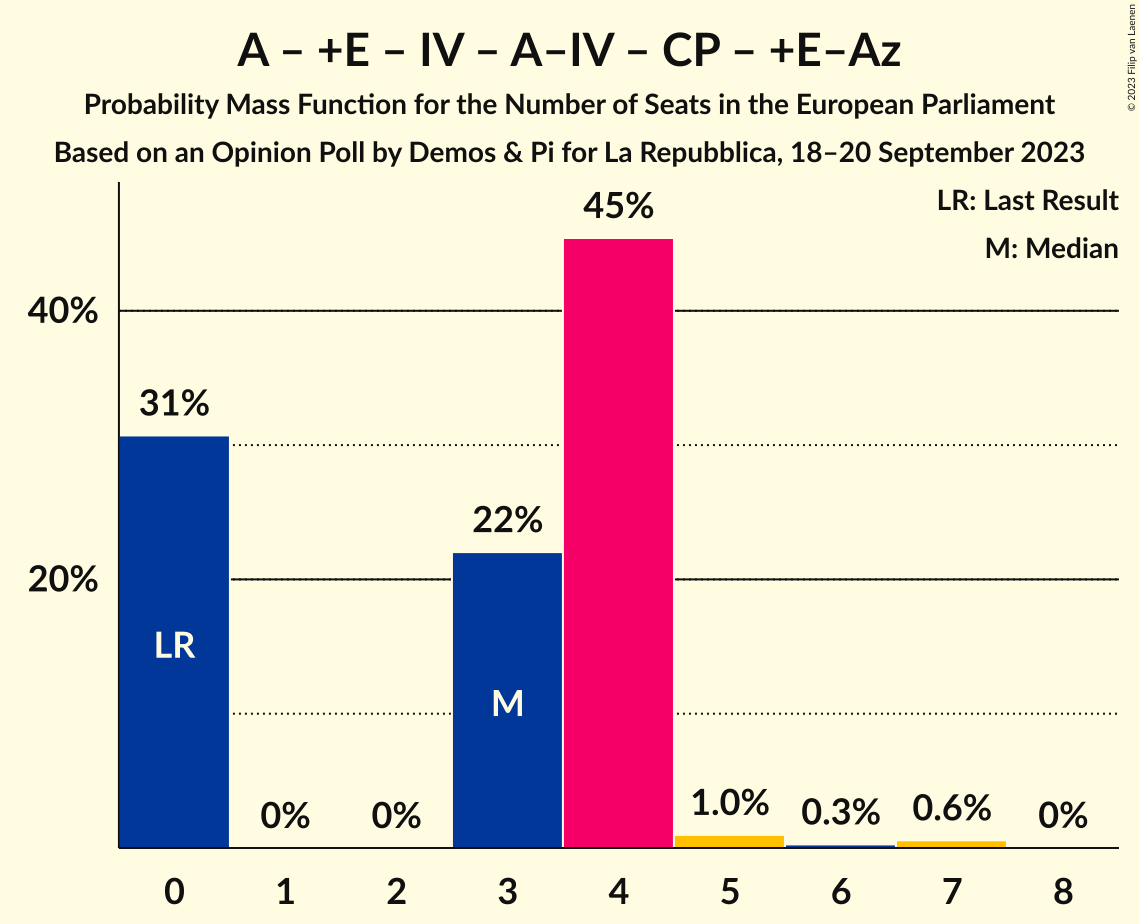 A – +E – IV – A–IV – CP – +E–Az
Probability Mass Function for the Number of Seats in the European Parliament
Based on an Opinion Poll by Demos & Pi for La Repubblica, 18–20 September 2023
© 2023 Filip van Laenen
LR: Last Result
M: Median
45%
40%
31%
22%
20%
LR
M
0%
0%
1.0%
0.3%
0.6%
0%
0 1 2 3 4 5 6 7 8